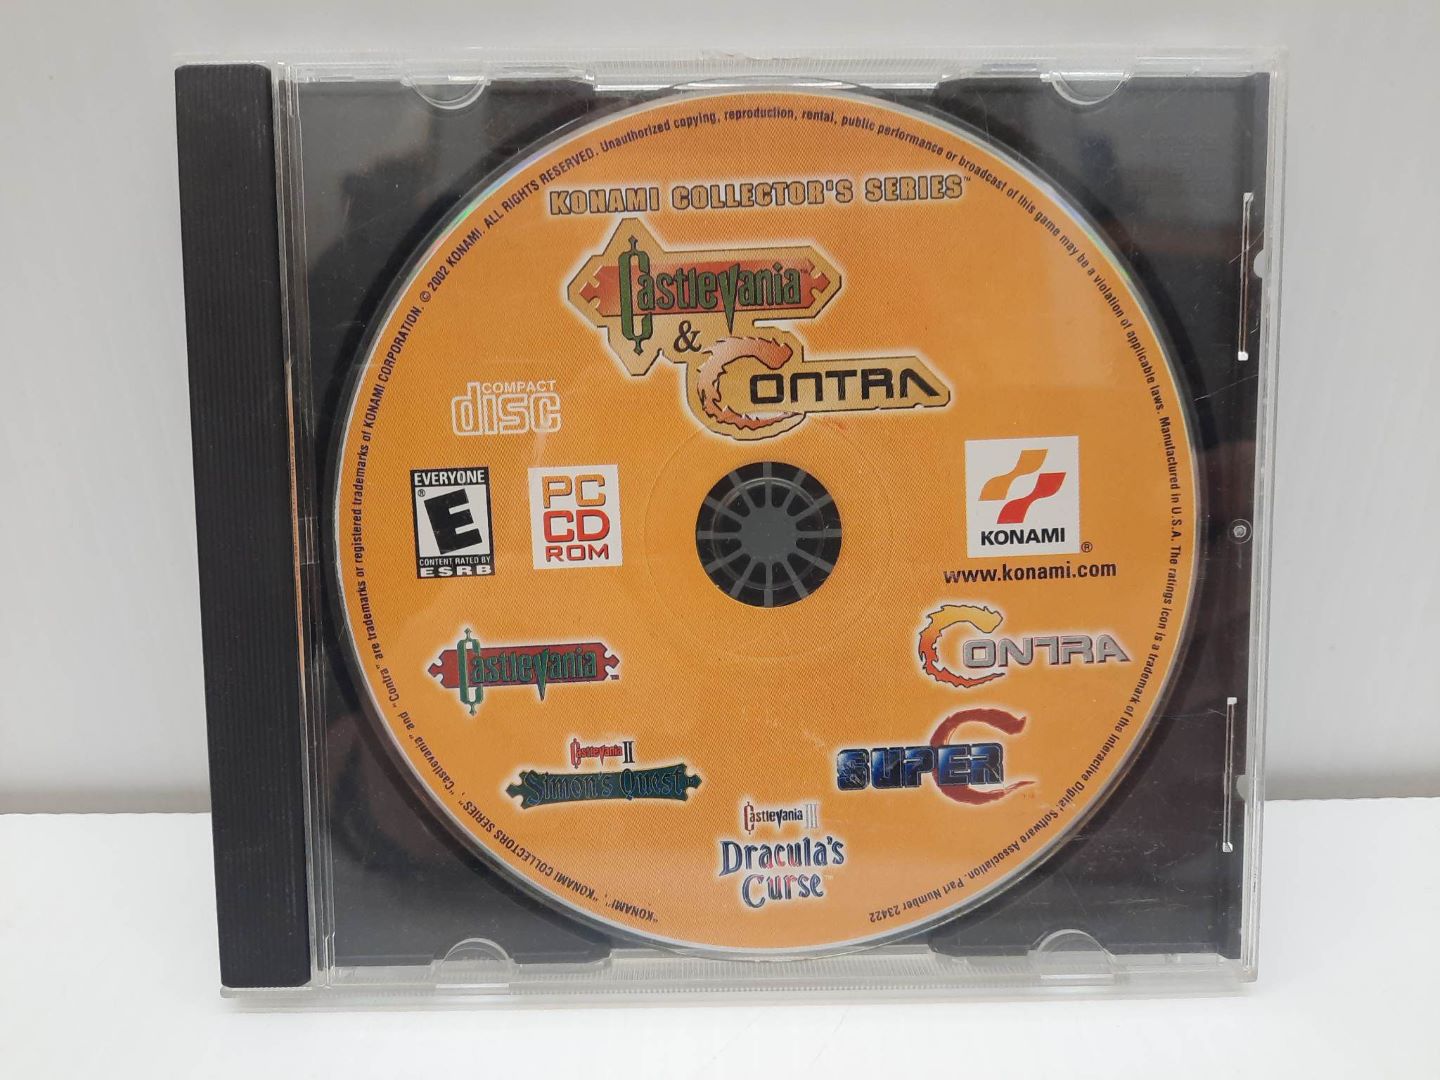 "KONAMI", "KONAMI COLLECTORS SERIES", "Castlevania" and "Contra" are trademarks or registered trademarks of KONAMI CORPORATION. © 2002 KONAMI. ALL RIGHTS RESERVED. Unauthorized copying, reproduction, rental, public performance or broadcast of this game may be a violation of applicable laws. Manufactured in U.S.A. The ratings icon is a trademark of the Interactive Digital Software Association. Part Number 23422
KONAMI COLLECTOR'S SERIES™
Castlevania™
&
CONTRA
COMPACT
disc
EVERYONE
®
E
CONTENT RATED BY
ESRB
PC
CD
ROM
KONAMI
®
www.konami.com
Castlevania™
CONTRA
Castlevania II
Simon's Quest
SUPER C
Castlevania III
Dracula's
Curse™